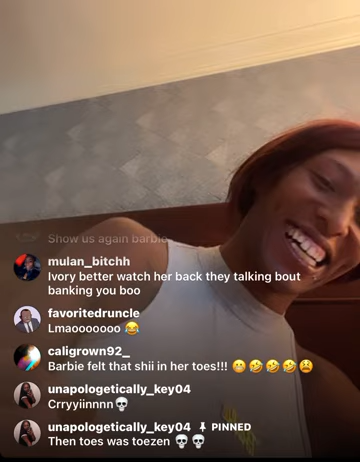 Show us again barbie
mulan_bitchh
Ivory better watch her back they talking bout
banking you boo
favoritedruncle
Lmaooooooo 😂
caligrown92_
Barbie felt that shii in her toes!!! 😬🤣🤣🤣🤣😩
unapologetically_key04
Crryyiinnnn💀
unapologetically_key04 📌 PINNED
Then toes was toezen 💀💀